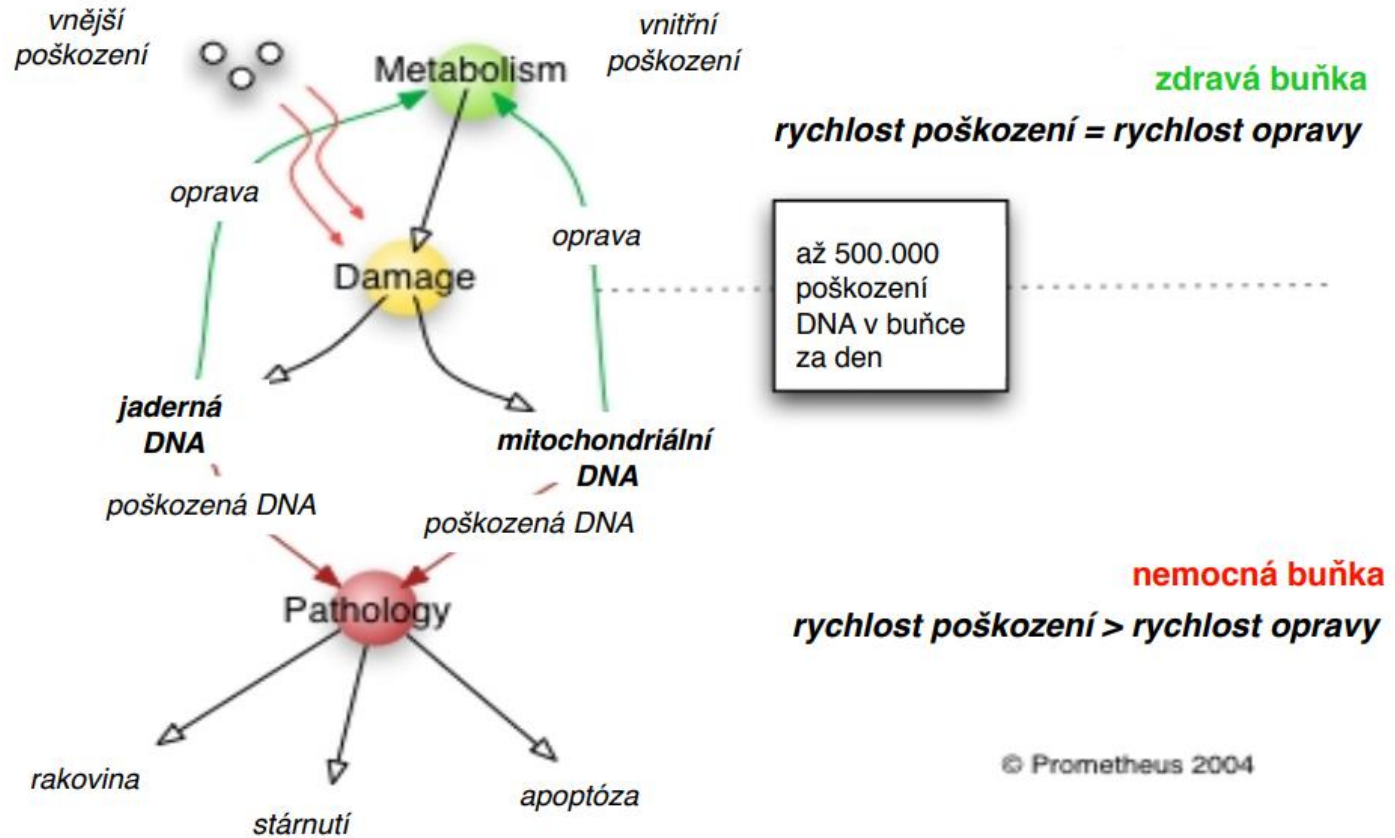 vnější
poškození
vnitřní
poškození
Metabolism
zdravá buňka
rychlost poškození = rychlost opravy
oprava
oprava
až 500.000
poškození
DNA v buňce
za den
Damage
jaderná
DNA
mitochondriální
DNA
poškozená DNA
poškozená DNA
nemocná buňka
Pathology
rychlost poškození > rychlost opravy
rakovina
stárnutí
apoptóza
© Prometheus 2004